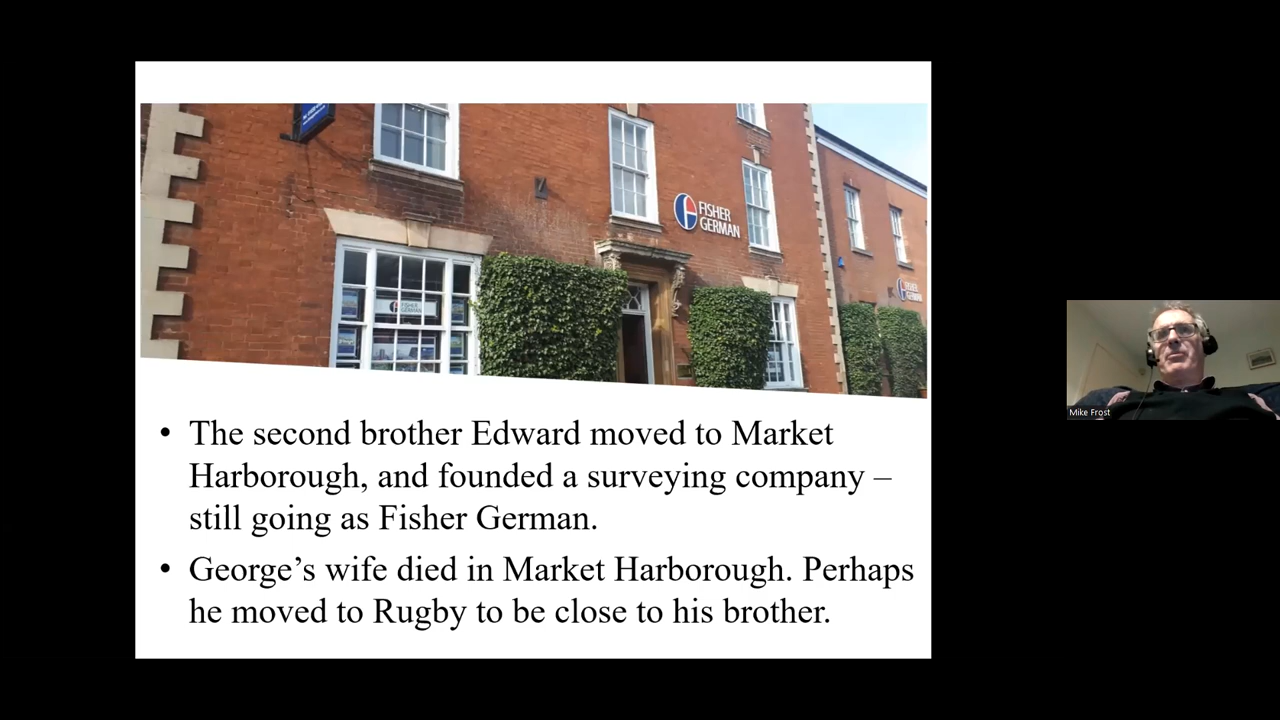 FISHER
GERMAN
FISHER
GERMAN
The second brother Edward moved to Market
Harborough, and founded a surveying company –
still going as Fisher German.
George’s wife died in Market Harborough. Perhaps
he moved to Rugby to be close to his brother.
Mike Frost